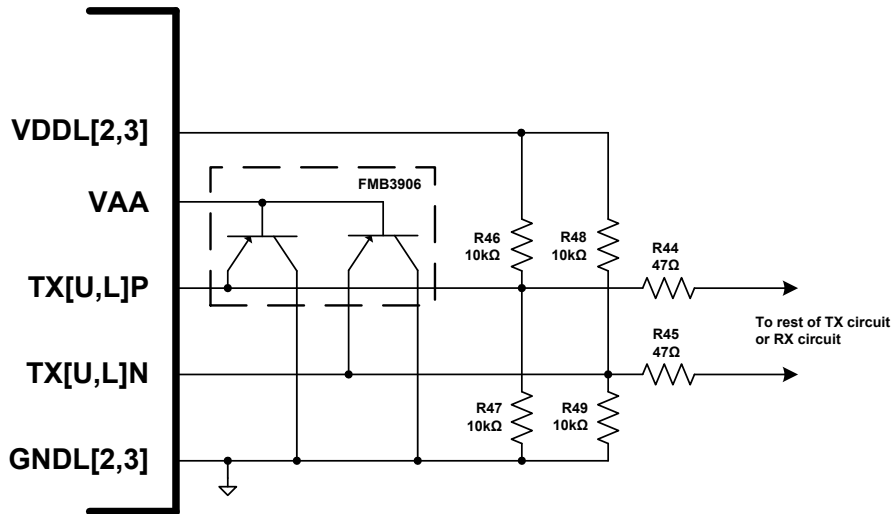 VDDL[2,3]
FMB3906
VAA
R46
10kΩ
R48
10kΩ
R44
47Ω
TX[U,L]P
To rest of TX circuit
or RX circuit
R45
47Ω
TX[U,L]N
R47
10kΩ
R49
10kΩ
GNDL[2,3]